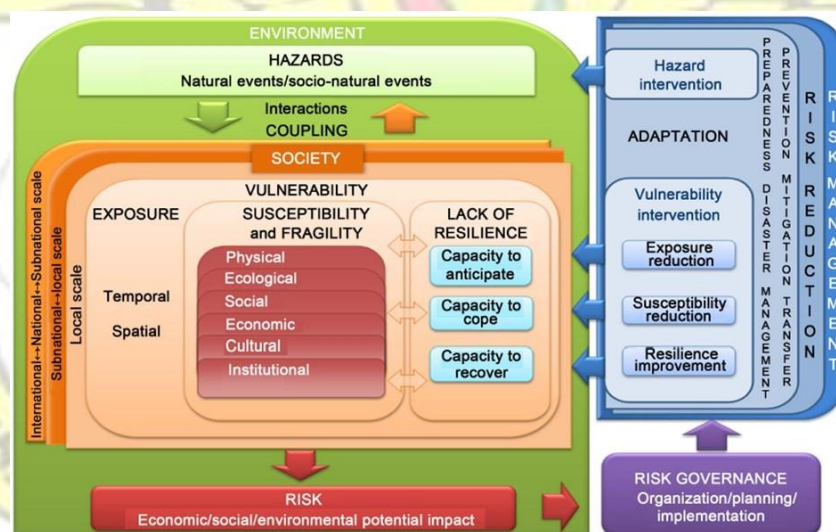 ENVIRONMENT
HAZARDS
Natural events/socio-natural events
Interactions
COUPLING
SOCIETY
International↔National↔Subnational scale
Subnational↔local scale
Local scale
VULNERABILITY
EXPOSURE
Temporal
Spatial
SUSCEPTIBILITY
and FRAGILITY
Physical
Ecological
Social
Economic
Cultural
Institutional
LACK OF
RESILIENCE
Capacity to
anticipate
Capacity to
cope
Capacity to
recover
RISK
Economic/social/environmental potential impact
Hazard
intervention
ADAPTATION
Vulnerability
intervention
Exposure
reduction
Susceptibility
reduction
Resilience
improvement
PREPAREDNESS DISASTER MANAGEMENT
PREVENTION MITIGATION TRANSFER
RISK REDUCTION
RISK MANAGEMENT
RISK GOVERNANCE
Organization/planning/
implementation